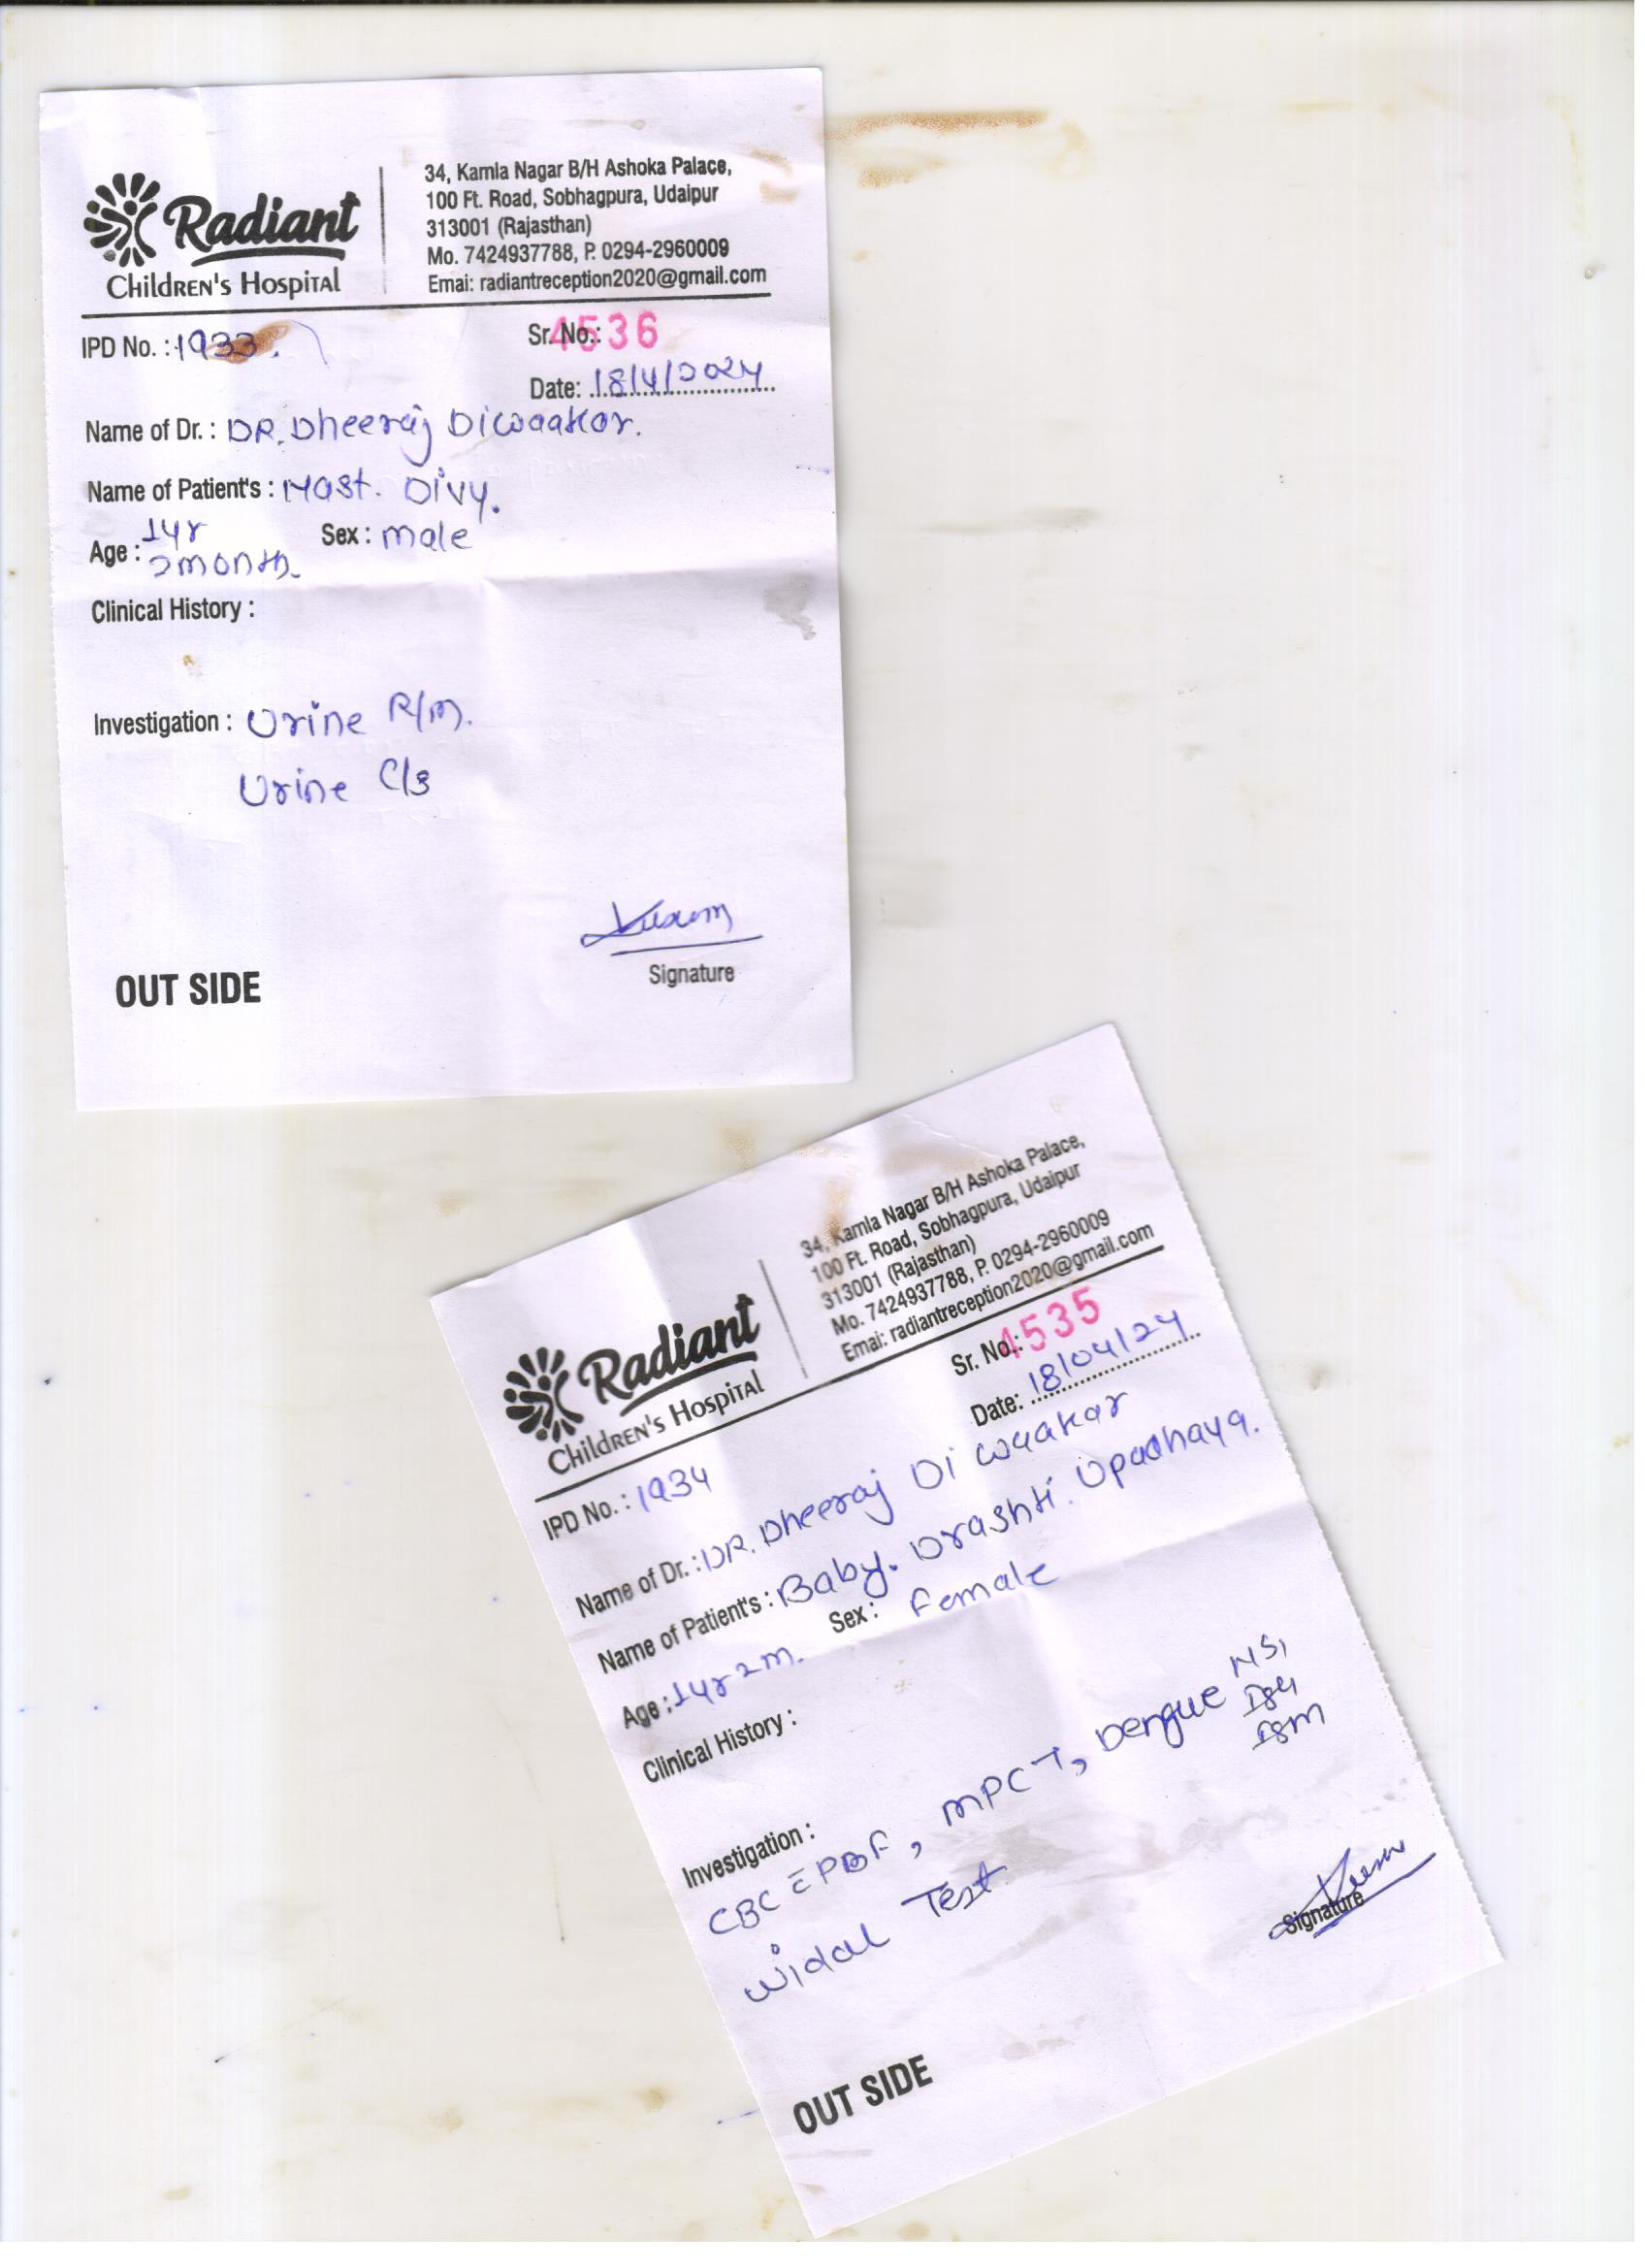 Radiant
Children's Hospital
34, Kamla Nagar B/H Ashoka Palace,
100 Ft. Road, Sobhagpura, Udaipur
313001 (Rajasthan)
Mo. 7424937788, P. 0294-2960009
Emai: radiantreception2020@gmail.com
IPD No. : 1933.
Sr. No.: 4536
Date: 18/4/2024
Name of Dr. : DR. Dheeraj Diwaakar.
Name of Patient's : Mast. Divy.
Age : 1yr 2month. Sex : male
Clinical History :
Investigation : Urine R/m.
Urine C/s
Signature
OUT SIDE
Radiant
Children's Hospital
34, Kamla Nagar B/H Ashoka Palace,
100 Ft. Road, Sobhagpura, Udaipur
313001 (Rajasthan)
Mo. 7424937788, P. 0294-2960009
Emai: radiantreception2020@gmail.com
Sr. No.: 4535
IPD No. : 1934
Date: 18/04/24
Name of Dr. : DR. Dheeraj Diwaakar
Name of Patient's : Baby. Drashti. Upadhaya.
Age : 1yr 2m. Sex : Female
Clinical History :
Investigation :
CBC c̄ PBF, MPCT, Dengue NS1
IgG
IgM
Widal Test
Signature
OUT SIDE